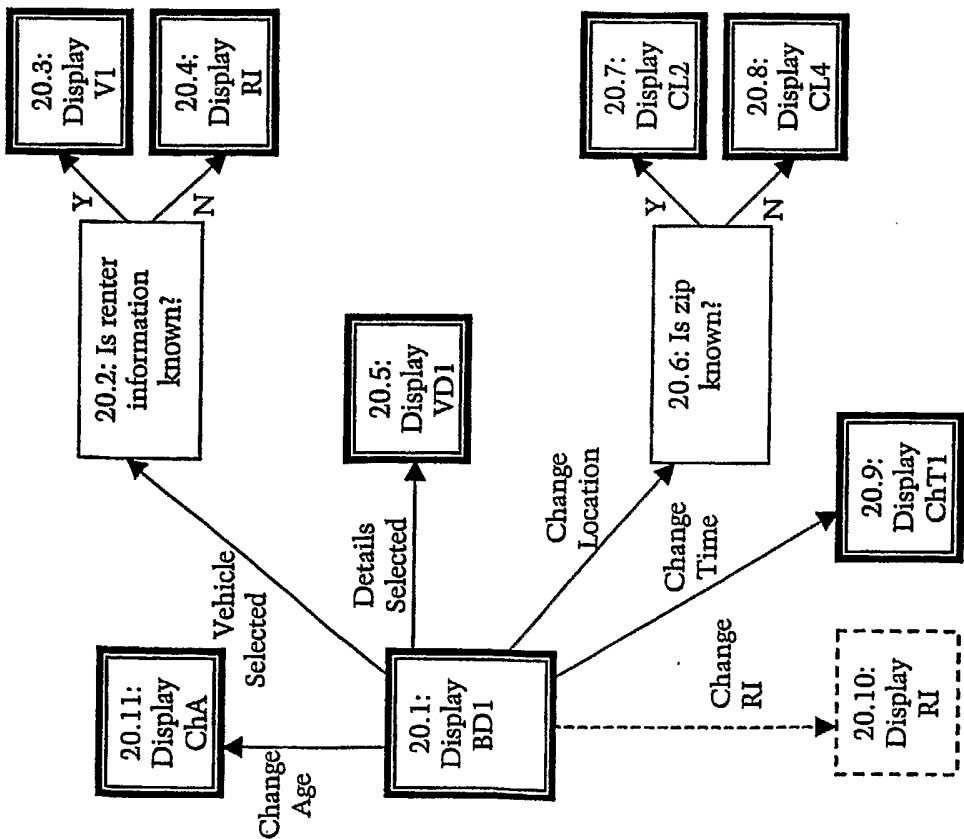 20.11:
Display
ChA
Change
Age
20.1:
Display
BD1
Vehicle
Selected
20.2: Is renter
information
known?
Y
N
20.3:
Display
V1
20.4:
Display
RI
Details
Selected
20.5:
Display
VD1
Change
Location
20.6: Is zip
known?
Y
N
20.7:
Display
CL2
20.8:
Display
CL4
Change
Time
20.9:
Display
ChT1
Change
RI
20.10:
Display
RI